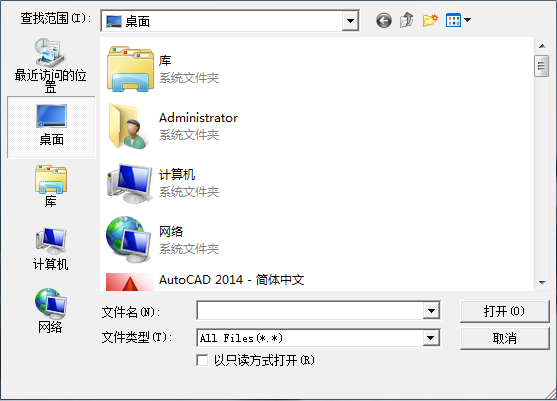 查找范围(I):
桌面
最近访问的位
置
桌面
库
计算机
网络
库
系统文件夹
Administrator
系统文件夹
计算机
系统文件夹
网络
系统文件夹
AutoCAD 2014 - 简体中文
文件名(N):
打开(O)
文件类型(T):
All Files(*.*)
取消
以只读方式打开(R)